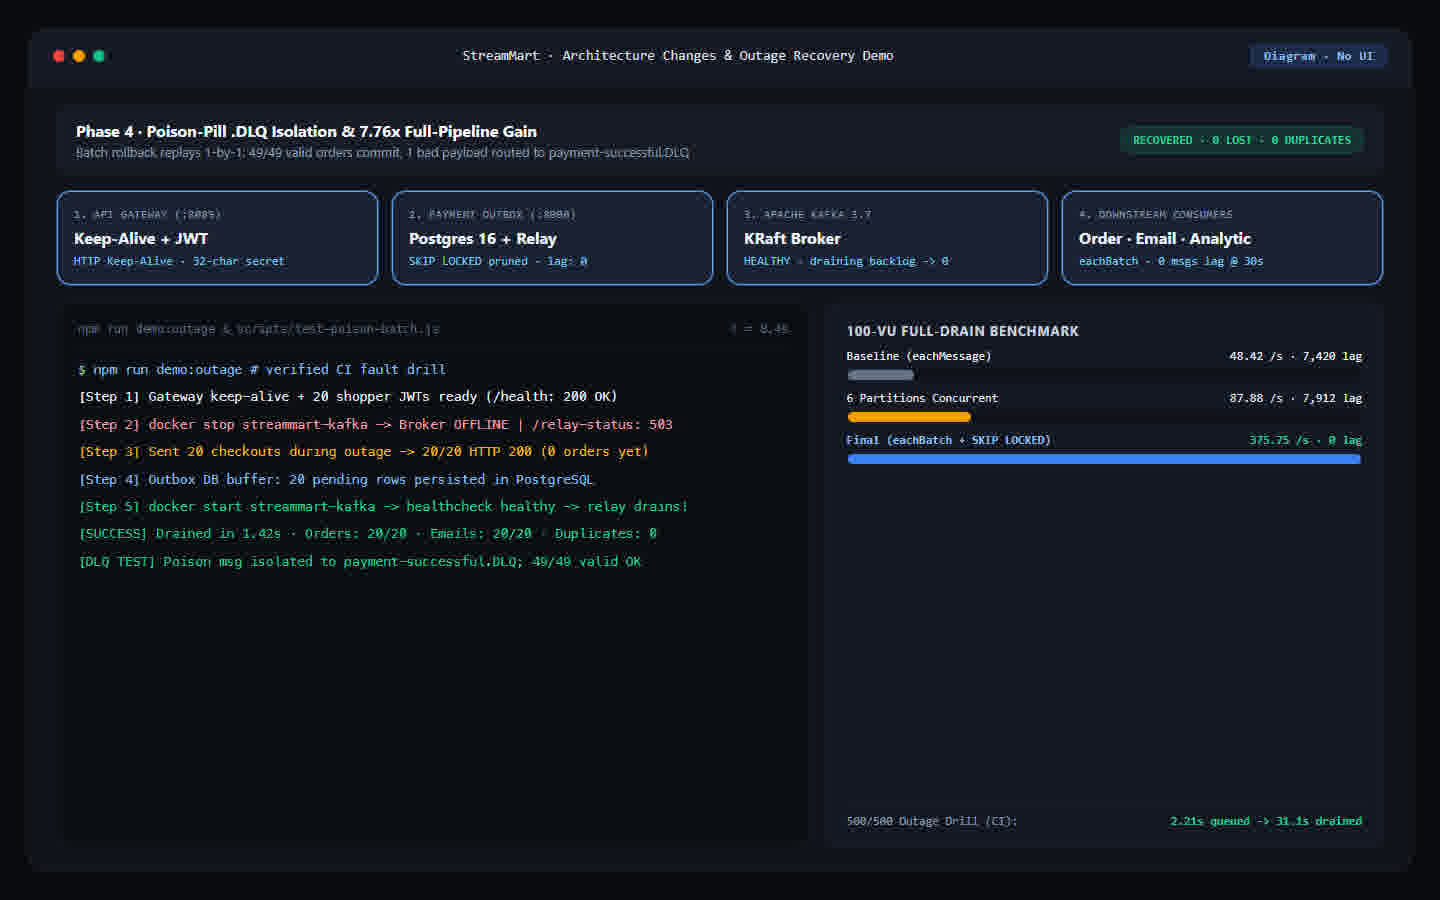 StreamMart · Architecture Changes & Outage Recovery Demo
Diagram · No UI
Phase 4 · Poison-Pill .DLQ Isolation & 7.76x Full-Pipeline Gain
Batch rollback replays 1-by-1: 49/49 valid orders commit, 1 bad payload routed to payment-successful.DLQ
RECOVERED · 0 LOST · 0 DUPLICATES
1. API GATEWAY (:8085)
Keep-Alive + JWT
HTTP Keep-Alive · 32-char secret
2. PAYMENT OUTBOX (:8000)
Postgres 16 + Relay
SKIP LOCKED pruned · lag: 0
3. APACHE KAFKA 3.7
KRaft Broker
HEALTHY · draining backlog -> 0
4. DOWNSTREAM CONSUMERS
Order · Email · Analytic
eachBatch · 0 msgs lag @ 30s
npm run demo:outage & scripts/test-poison-batch.js
$ npm run demo:outage # verified CI fault drill
[Step 1] Gateway keep-alive + 20 shopper JWTs ready (/health: 200 OK)
[Step 2] docker stop streammart-kafka -> Broker OFFLINE | /relay-status: 503
[Step 3] Sent 20 checkouts during outage -> 20/20 HTTP 200 (0 orders yet)
[Step 4] Outbox DB buffer: 20 pending rows persisted in PostgreSQL
[Step 5] docker start streammart-kafka -> healthcheck healthy -> relay drains!
[SUCCESS] Drained in 1.42s · Orders: 20/20 · Emails: 20/20 · Duplicates: 0
[DLQ TEST] Poison msg isolated to payment-successful.DLQ; 49/49 valid OK
100-VU FULL-DRAIN BENCHMARK
Baseline (eachMessage)
48.42 /s · 7,420 lag
6 Partitions Concurrent
87.88 /s · 7,912 lag
Final (eachBatch + SKIP LOCKED)
375.75 /s · 0 lag
500/500 Outage Drill (CI):
2.21s queued -> 31.1s drained